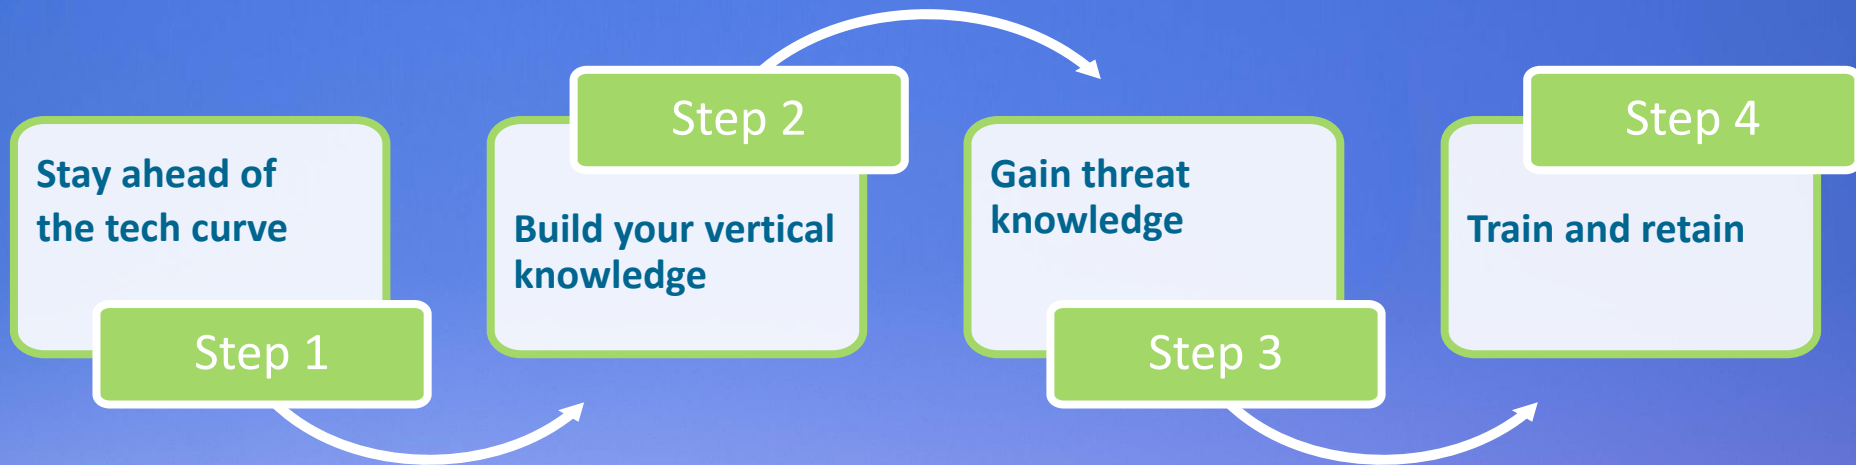 Stay ahead of
the tech curve
Step 1
Step 2
Build your vertical
knowledge
Gain threat
knowledge
Step 3
Step 4
Train and retain